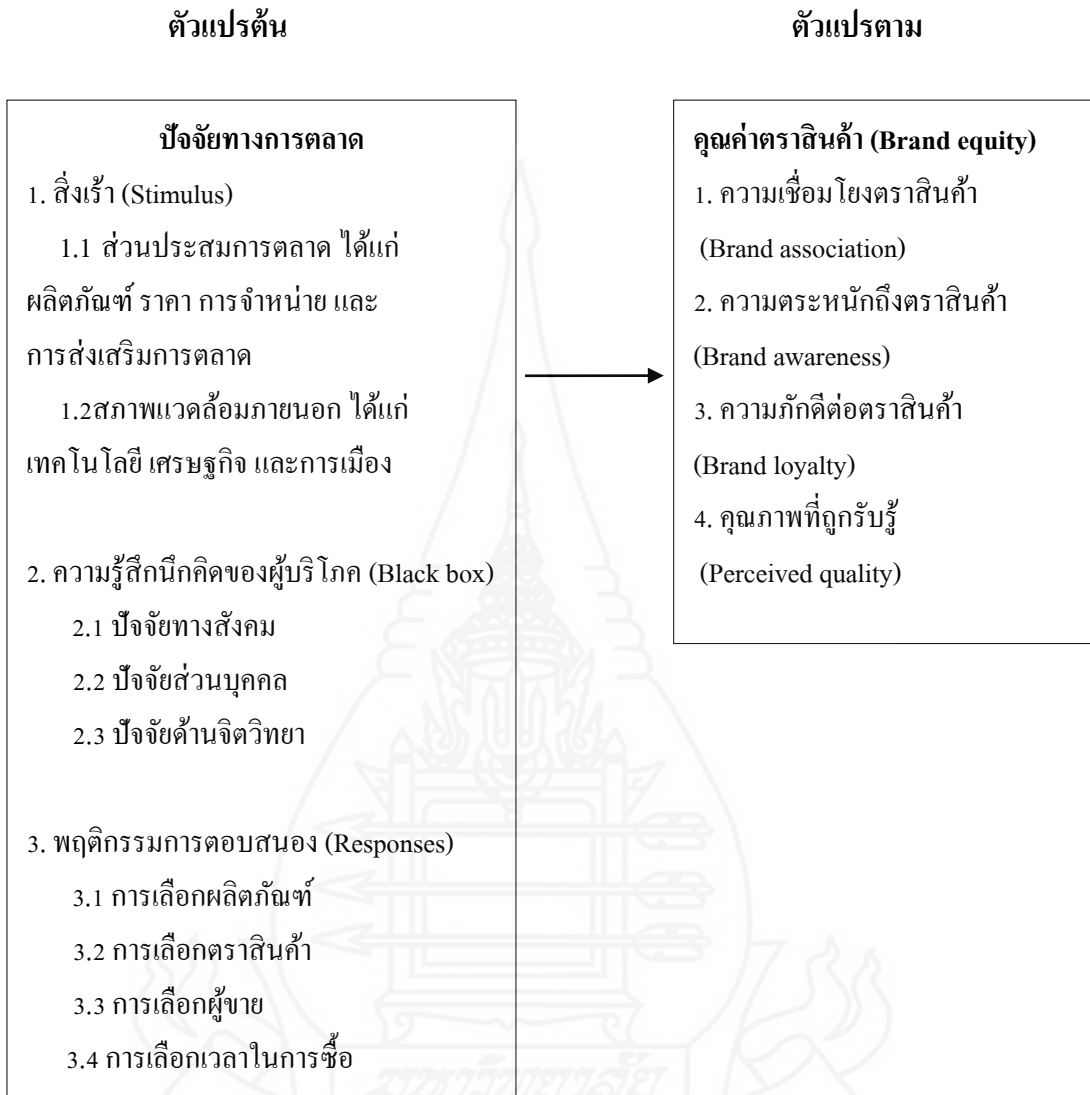 ตัวแปรต้น
ตัวแปรตาม
ปัจจัยทางการตลาด
1. สิ่งเร้า (Stimulus)
1.1 ส่วนประสมการตลาด ได้แก่
ผลิตภัณฑ์ ราคา การจำหน่าย และ
การส่งเสริมการตลาด
1.2สภาพแวดล้อมภายนอก ได้แก่
เทคโนโลยี เศรษฐกิจ และการเมือง
2. ความรู้สึกนึกคิดของผู้บริโภค (Black box)
2.1 ปัจจัยทางสังคม
2.2 ปัจจัยส่วนบุคคล
2.3 ปัจจัยด้านจิตวิทยา
3. พฤติกรรมการตอบสนอง (Responses)
3.1 การเลือกผลิตภัณฑ์
3.2 การเลือกตราสินค้า
3.3 การเลือกผู้ขาย
3.4 การเลือกเวลาในการซื้อ
คุณค่าตราสินค้า (Brand equity)
1. ความเชื่อมโยงตราสินค้า
(Brand association)
2. ความตระหนักถึงตราสินค้า
(Brand awareness)
3. ความภักดีต่อตราสินค้า
(Brand loyalty)
4. คุณภาพที่ถูกรับรู้
(Perceived quality)